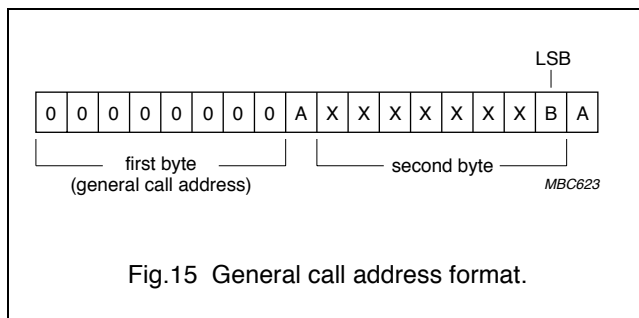 LSB
0 0 0 0 0 0 0 0 A X X X X X X X B A
first byte
(general call address)
second byte
MBC623
Fig.15 General call address format.